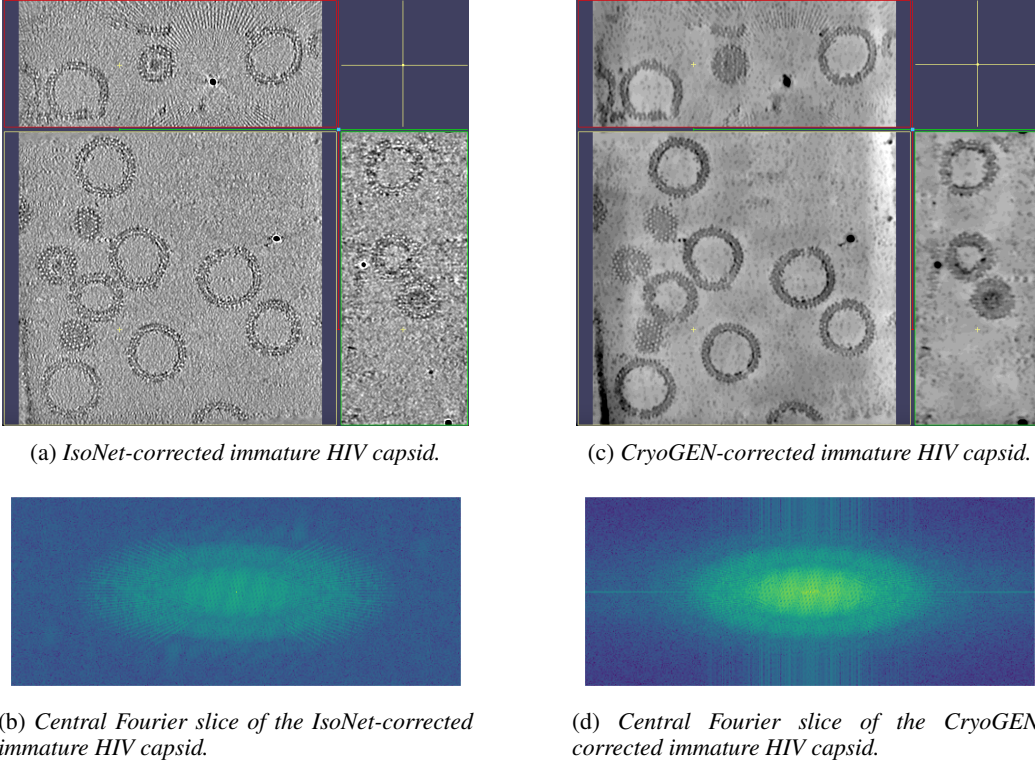 (a) IsoNet-corrected immature HIV capsid.
(c) CryoGEN-corrected immature HIV capsid.
(b) Central Fourier slice of the IsoNet-corrected
immature HIV capsid.
(d) Central Fourier slice of the CryoGEN
corrected immature HIV capsid.